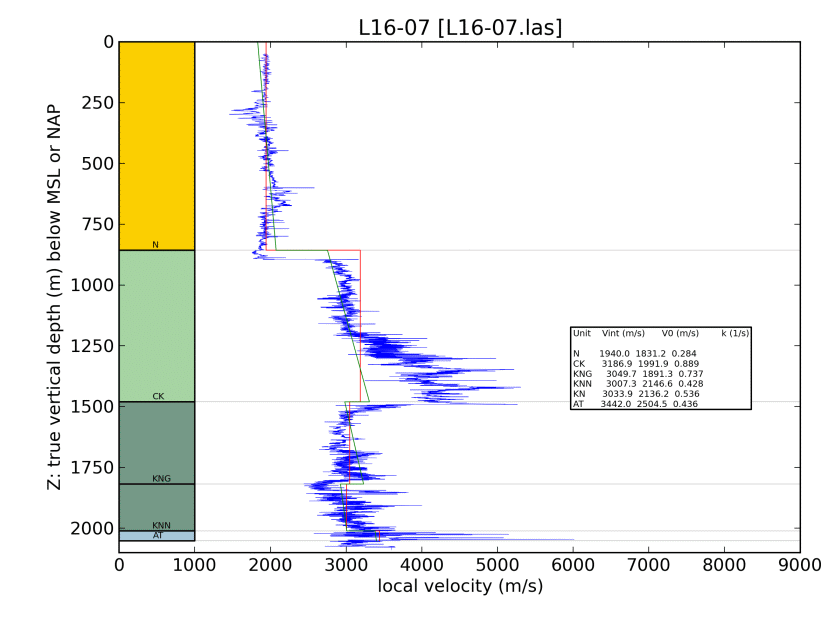 L16-07 [L16-07.las]
Z: true vertical depth (m) below MSL or NAP
0
250
500
750
1000
1250
1500
1750
2000
N
CK
KNG
KNN
AT
Unit Vint (m/s) V0 (m/s) k (1/s)
N 1940.0 1831.2 0.284
CK 3186.9 1991.9 0.889
KNG 3049.7 1891.3 0.737
KNN 3007.3 2146.6 0.428
KN 3033.9 2136.2 0.536
AT 3442.0 2504.5 0.436
0 1000 2000 3000 4000 5000 6000 7000 8000 9000
local velocity (m/s)